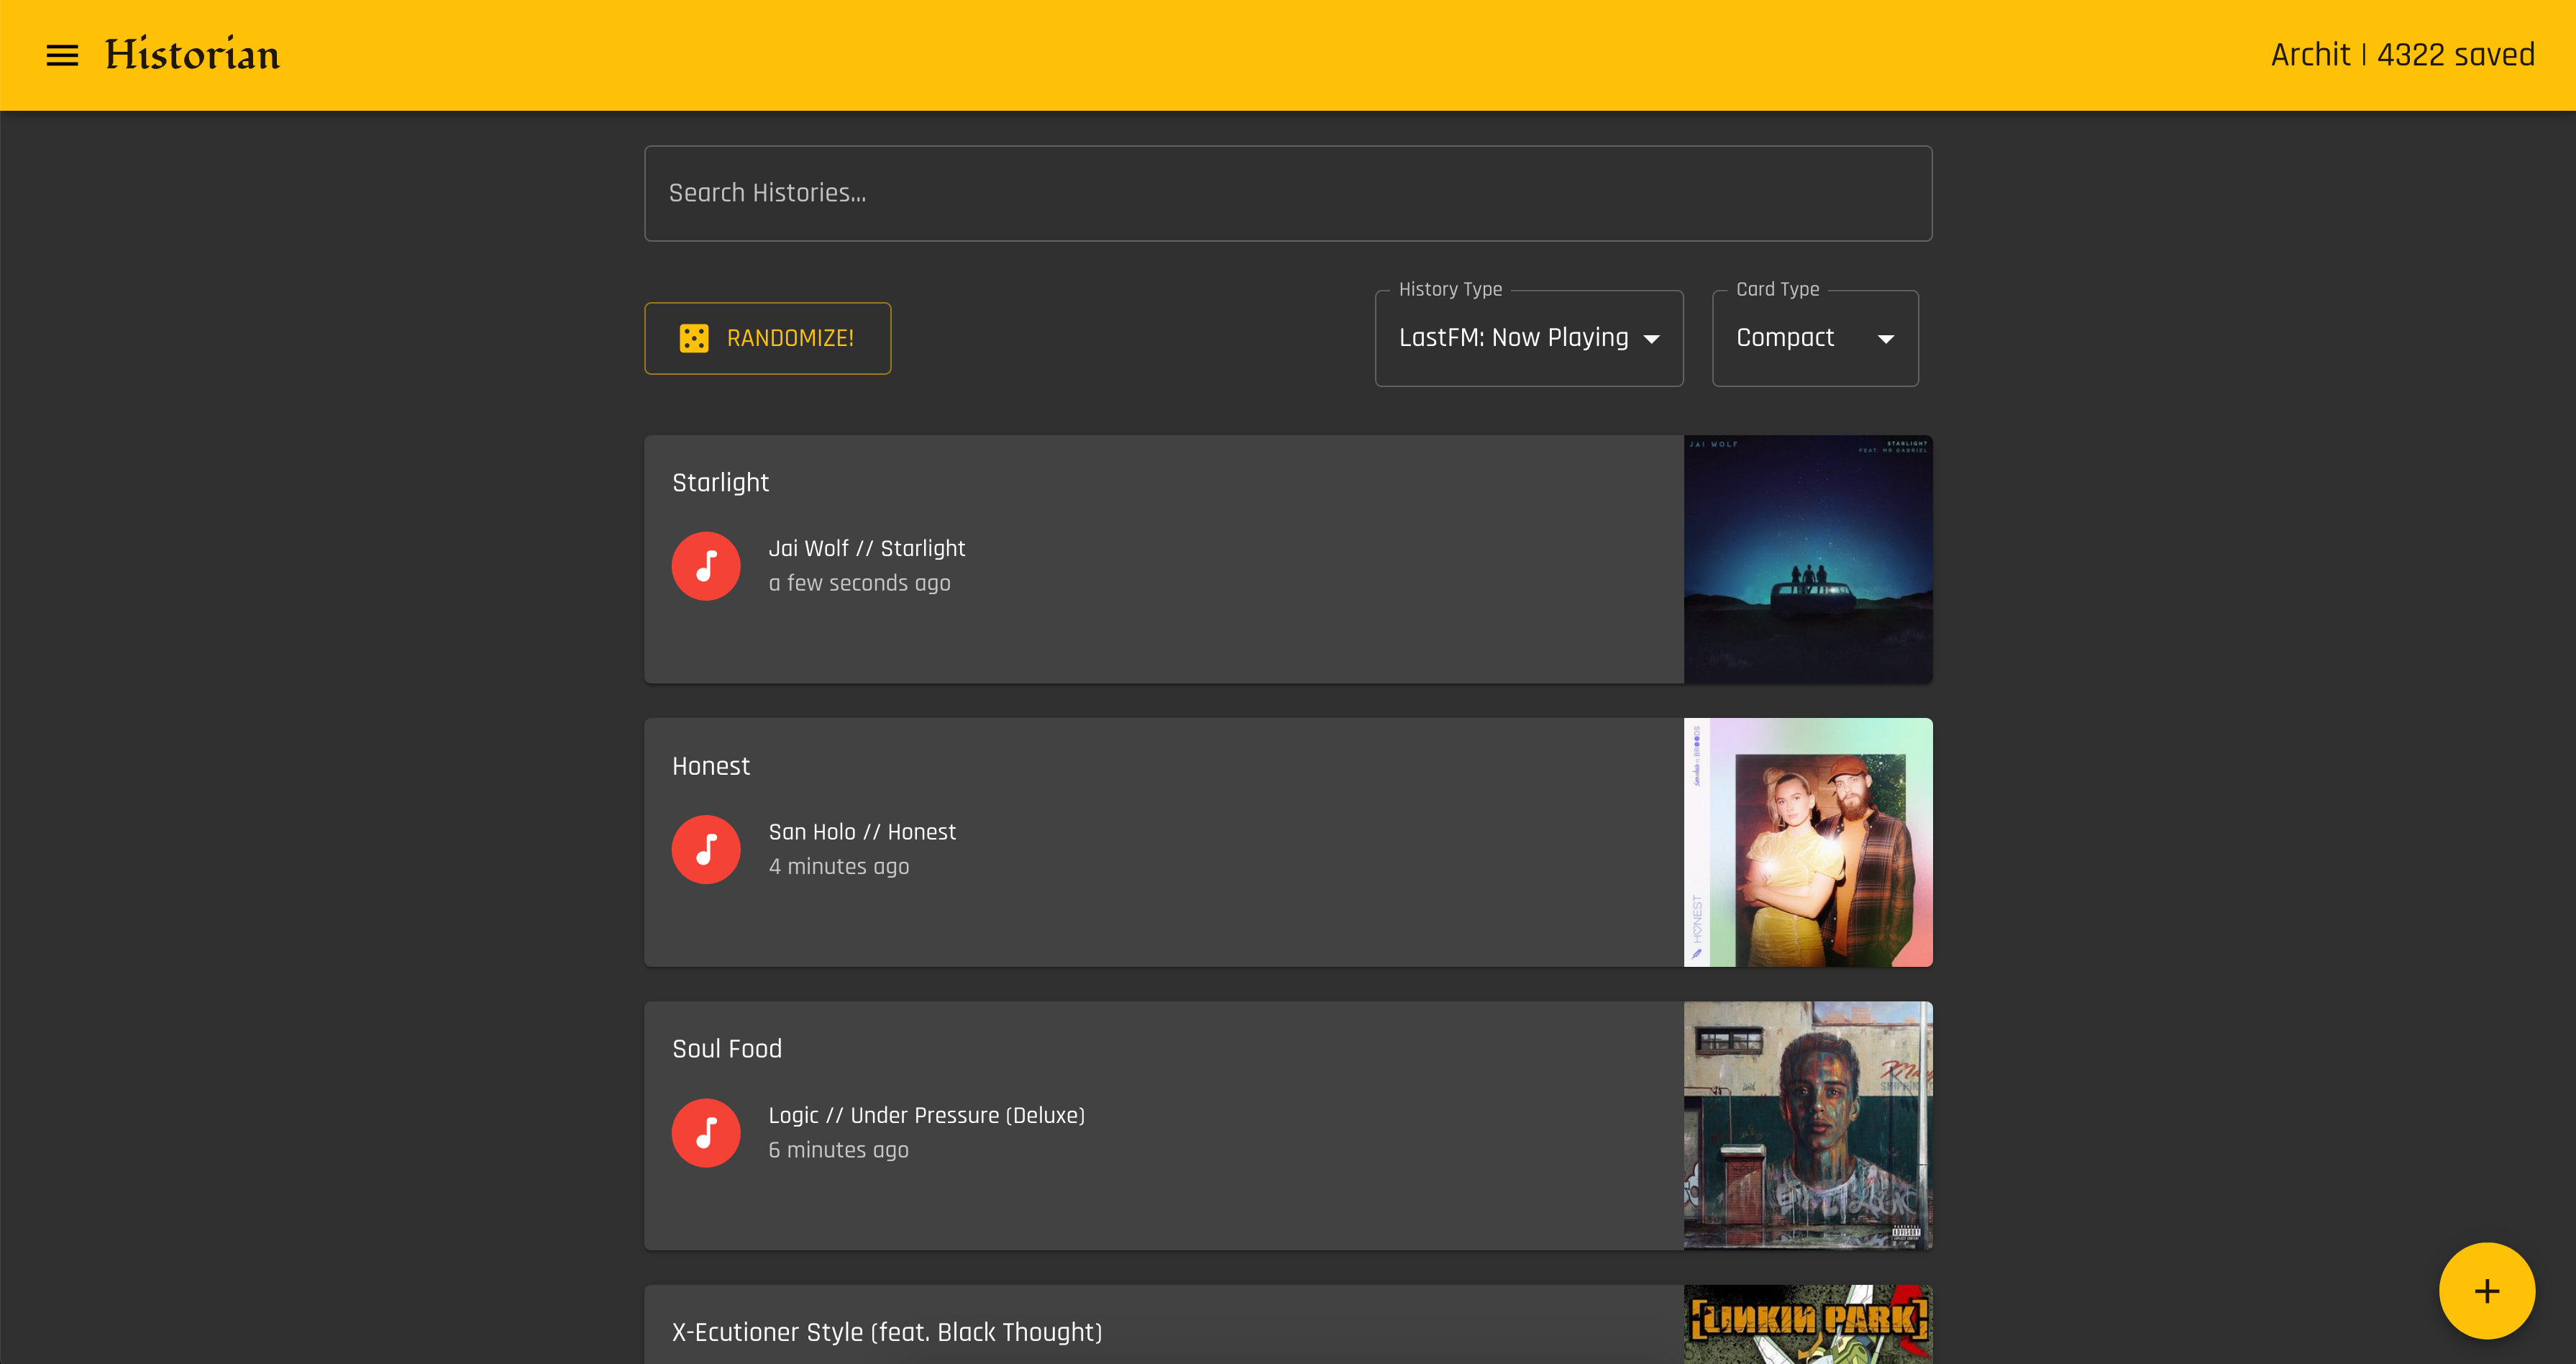 Historian
Archit | 4322 saved
Search Histories...
RANDOMIZE!
History Type
LastFM: Now Playing
Card Type
Compact
Starlight
Jai Wolf // Starlight
a few seconds ago
JAI WOLF
STARLIGHT
FEAT. MR GABRIEL
Honest
San Holo // Honest
4 minutes ago
HONEST
Soul Food
Logic // Under Pressure (Deluxe)
6 minutes ago
X-Ecutioner Style (feat. Black Thought)
[LINKIN PARK]